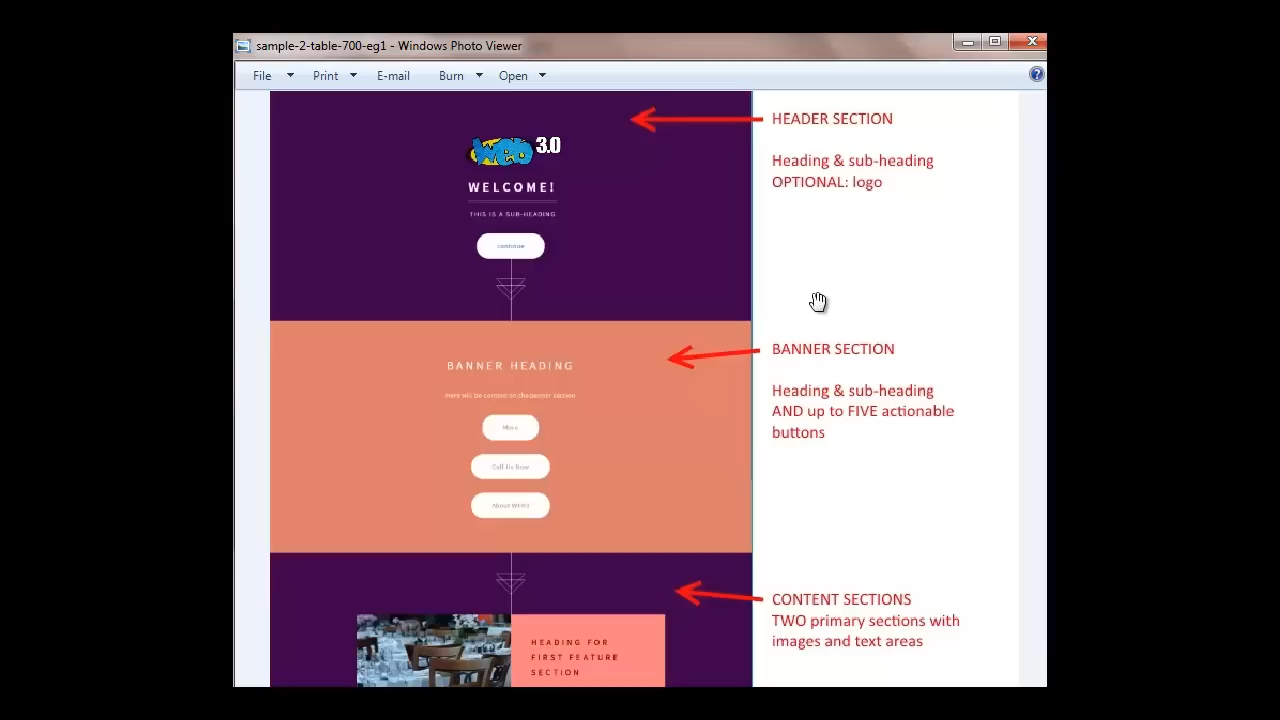 sample-2-table-700-eg1 - Windows Photo Viewer
File Print E-mail Burn Open
?
HEADER SECTION
Heading & sub-heading
OPTIONAL: logo
Web 3.0
WELCOME!
THIS IS A SUB-HEADING
continue
BANNER SECTION
Heading & sub-heading
AND up to FIVE actionable
buttons
BANNER HEADING
here will be content on the banner section
More
Call Us Now
About
CONTENT SECTIONS
TWO primary sections with
images and text areas
HEADING FOR
FIRST FEATURE
SECTION